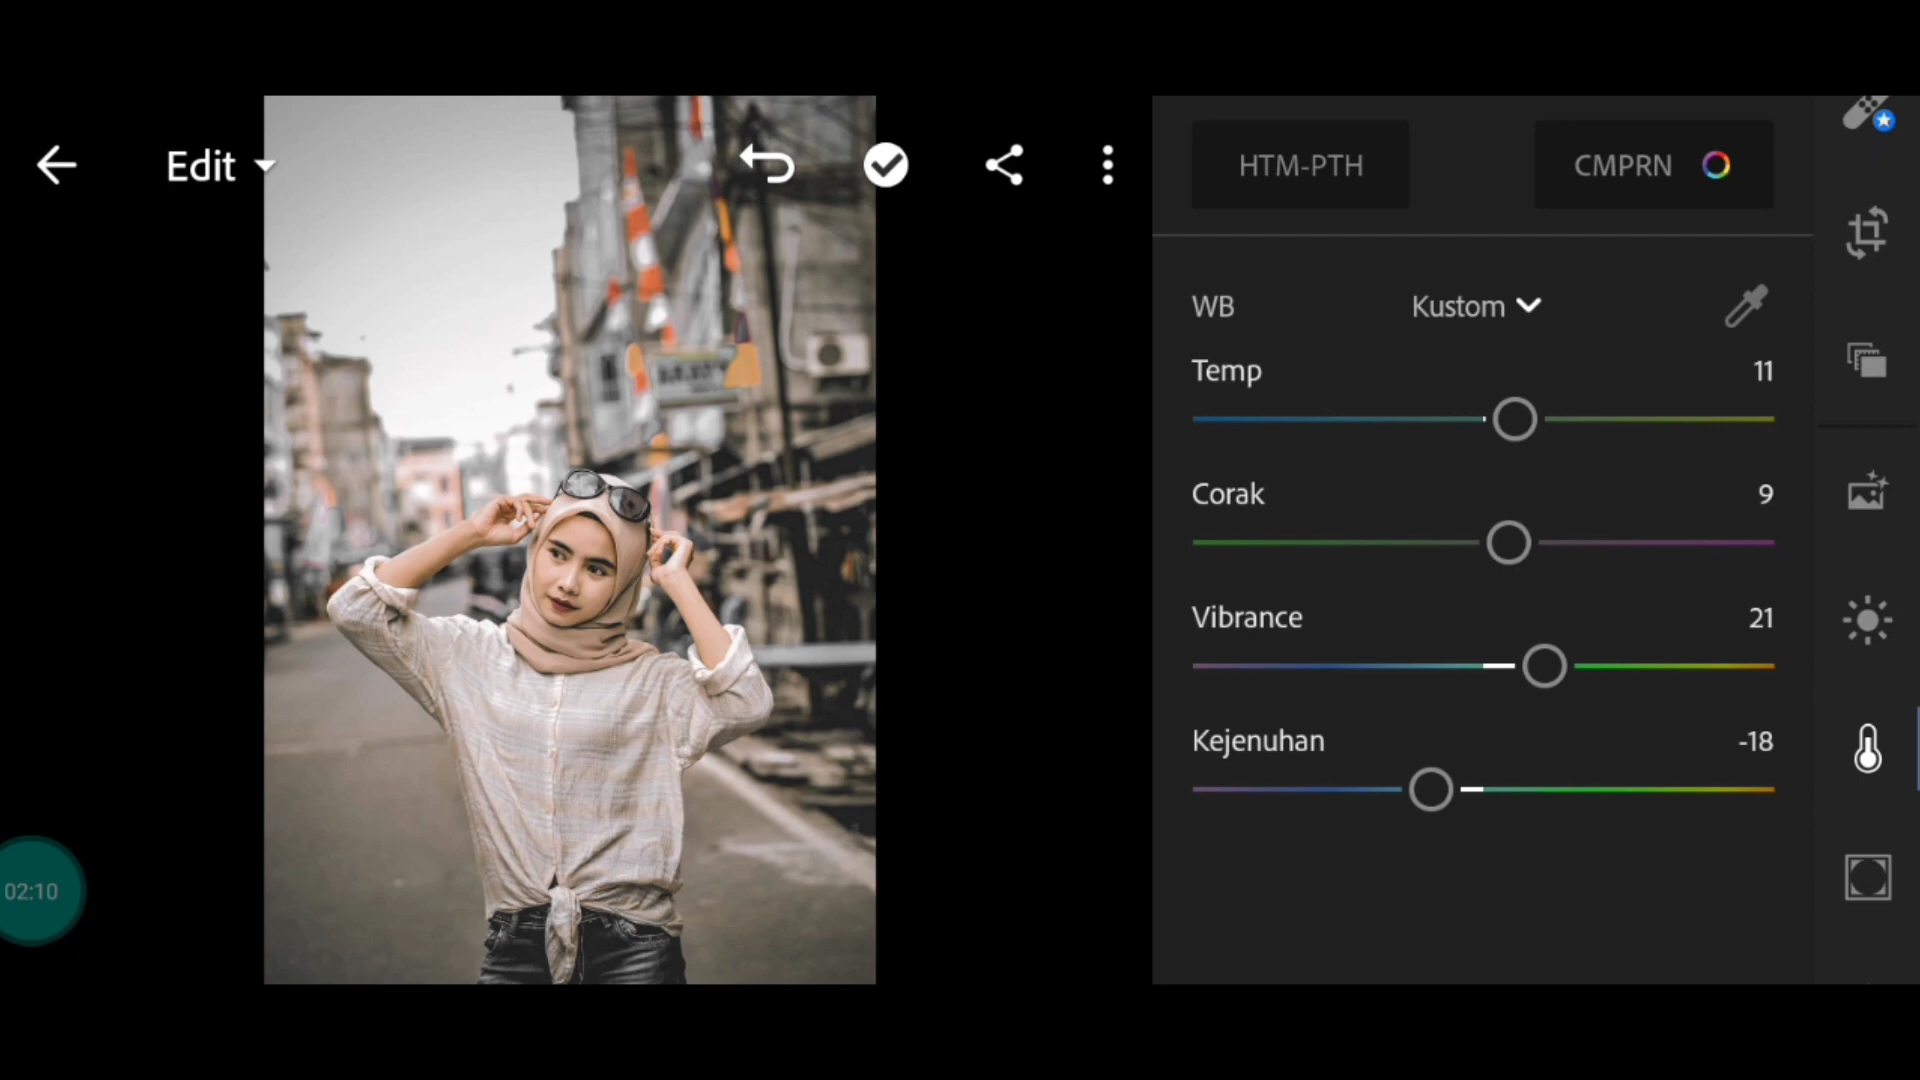 Edit
HTM-PTH
CMPRN
WB
Kustom
Temp
11
Corak
9
Vibrance
21
Kejenuhan
-18
02:10